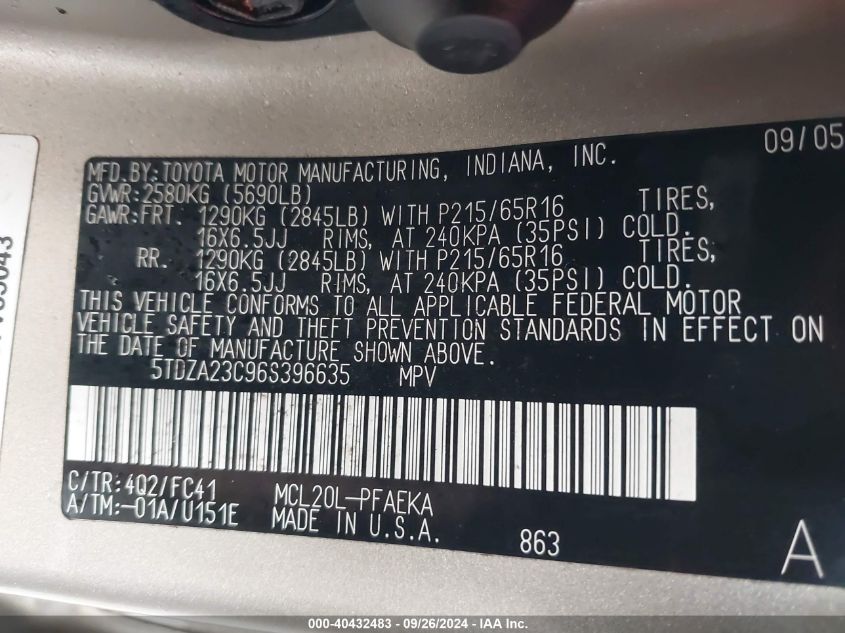 09/05
MFD.BY:TOYOTA MOTOR MANUFACTURING, INDIANA, INC.
GVWR:2580KG (5690LB)
GAWR:FRT. 1290KG (2845LB) WITH P215/65R16 TIRES,
16X6.5JJ RIMS, AT 240KPA (35PSI) COLD.
RR. 1290KG (2845LB) WITH P215/65R16 TIRES,
16X6.5JJ RIMS, AT 240KPA (35PSI) COLD.
THIS VEHICLE CONFORMS TO ALL APPLICABLE FEDERAL MOTOR
VEHICLE SAFETY AND THEFT PREVENTION STANDARDS IN EFFECT ON
THE DATE OF MANUFACTURE SHOWN ABOVE.
5TDZA23C96S396635 MPV
C/TR:4Q2/FC41 MCL20L-PFAEKA
A/TM:-01A/U151E MADE IN U.S.A.
863 A
000-40432483 - 09/26/2024 - IAA Inc.